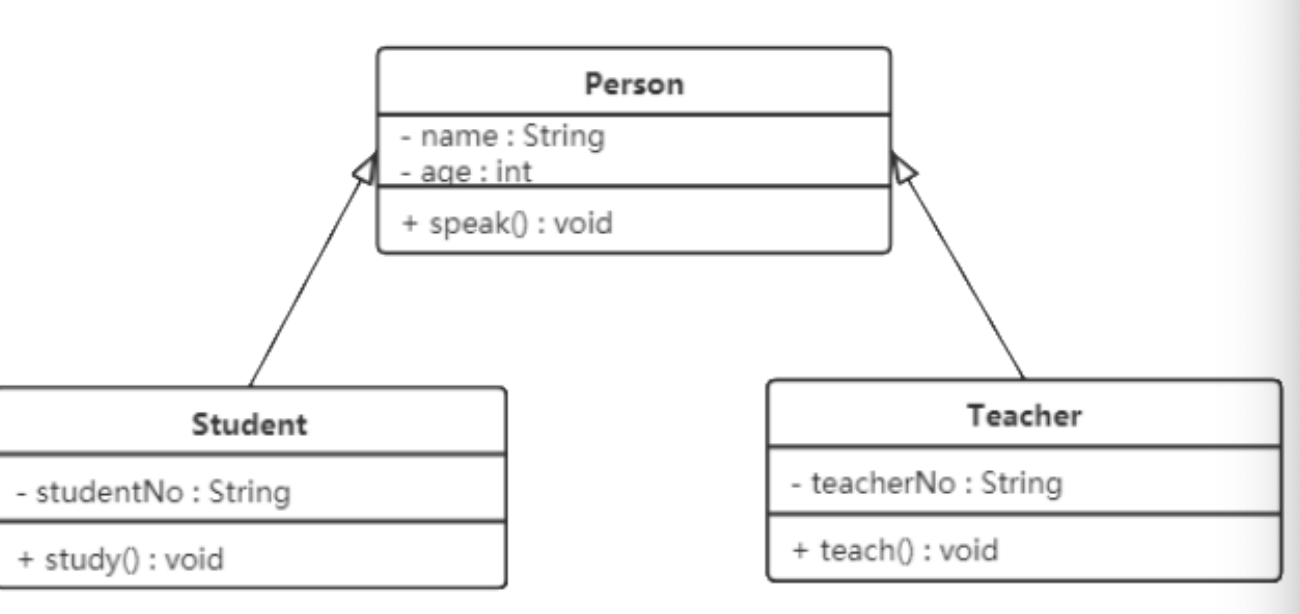 Person
- name : String
- age : int
+ speak() : void
Student
- studentNo : String
+ study() : void
Teacher
- teacherNo : String
+ teach() : void